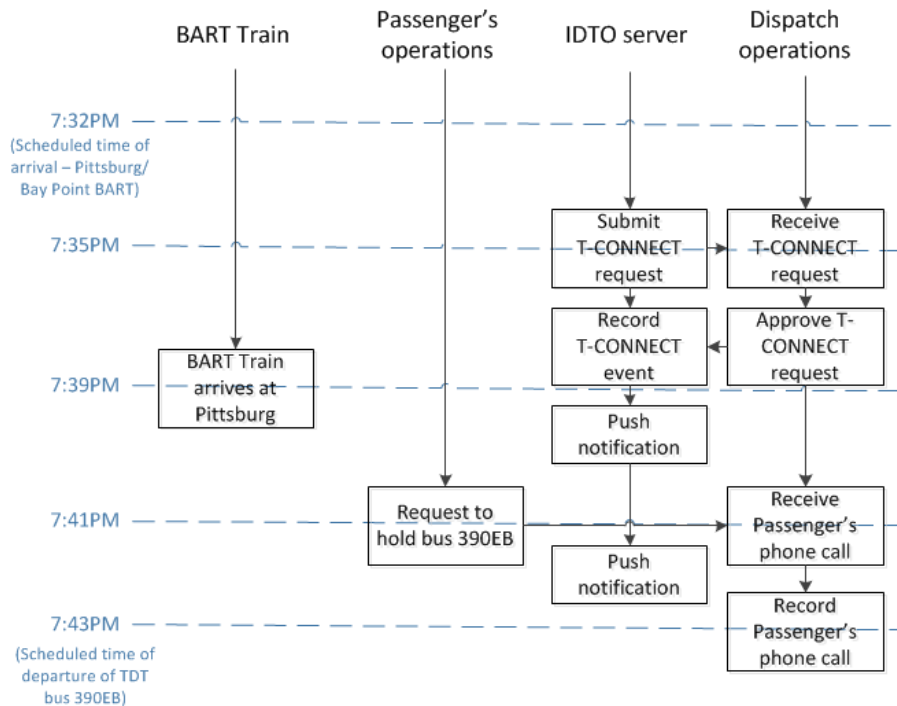 BART Train
Passenger's
operations
IDTO server
Dispatch
operations
7:32PM
(Scheduled time of
arrival – Pittsburg/
Bay Point BART)
Submit
T-CONNECT
request
Receive
T-CONNECT
request
7:35PM
Record
T-CONNECT
event
Approve T-
CONNECT
request
BART Train
arrives at
Pittsburg
7:39PM
Push
notification
Request to
hold bus 390EB
Receive
Passenger's
phone call
7:41PM
Push
notification
Record
Passenger's
phone call
7:43PM
(Scheduled time of
departure of TDT
bus 390EB)